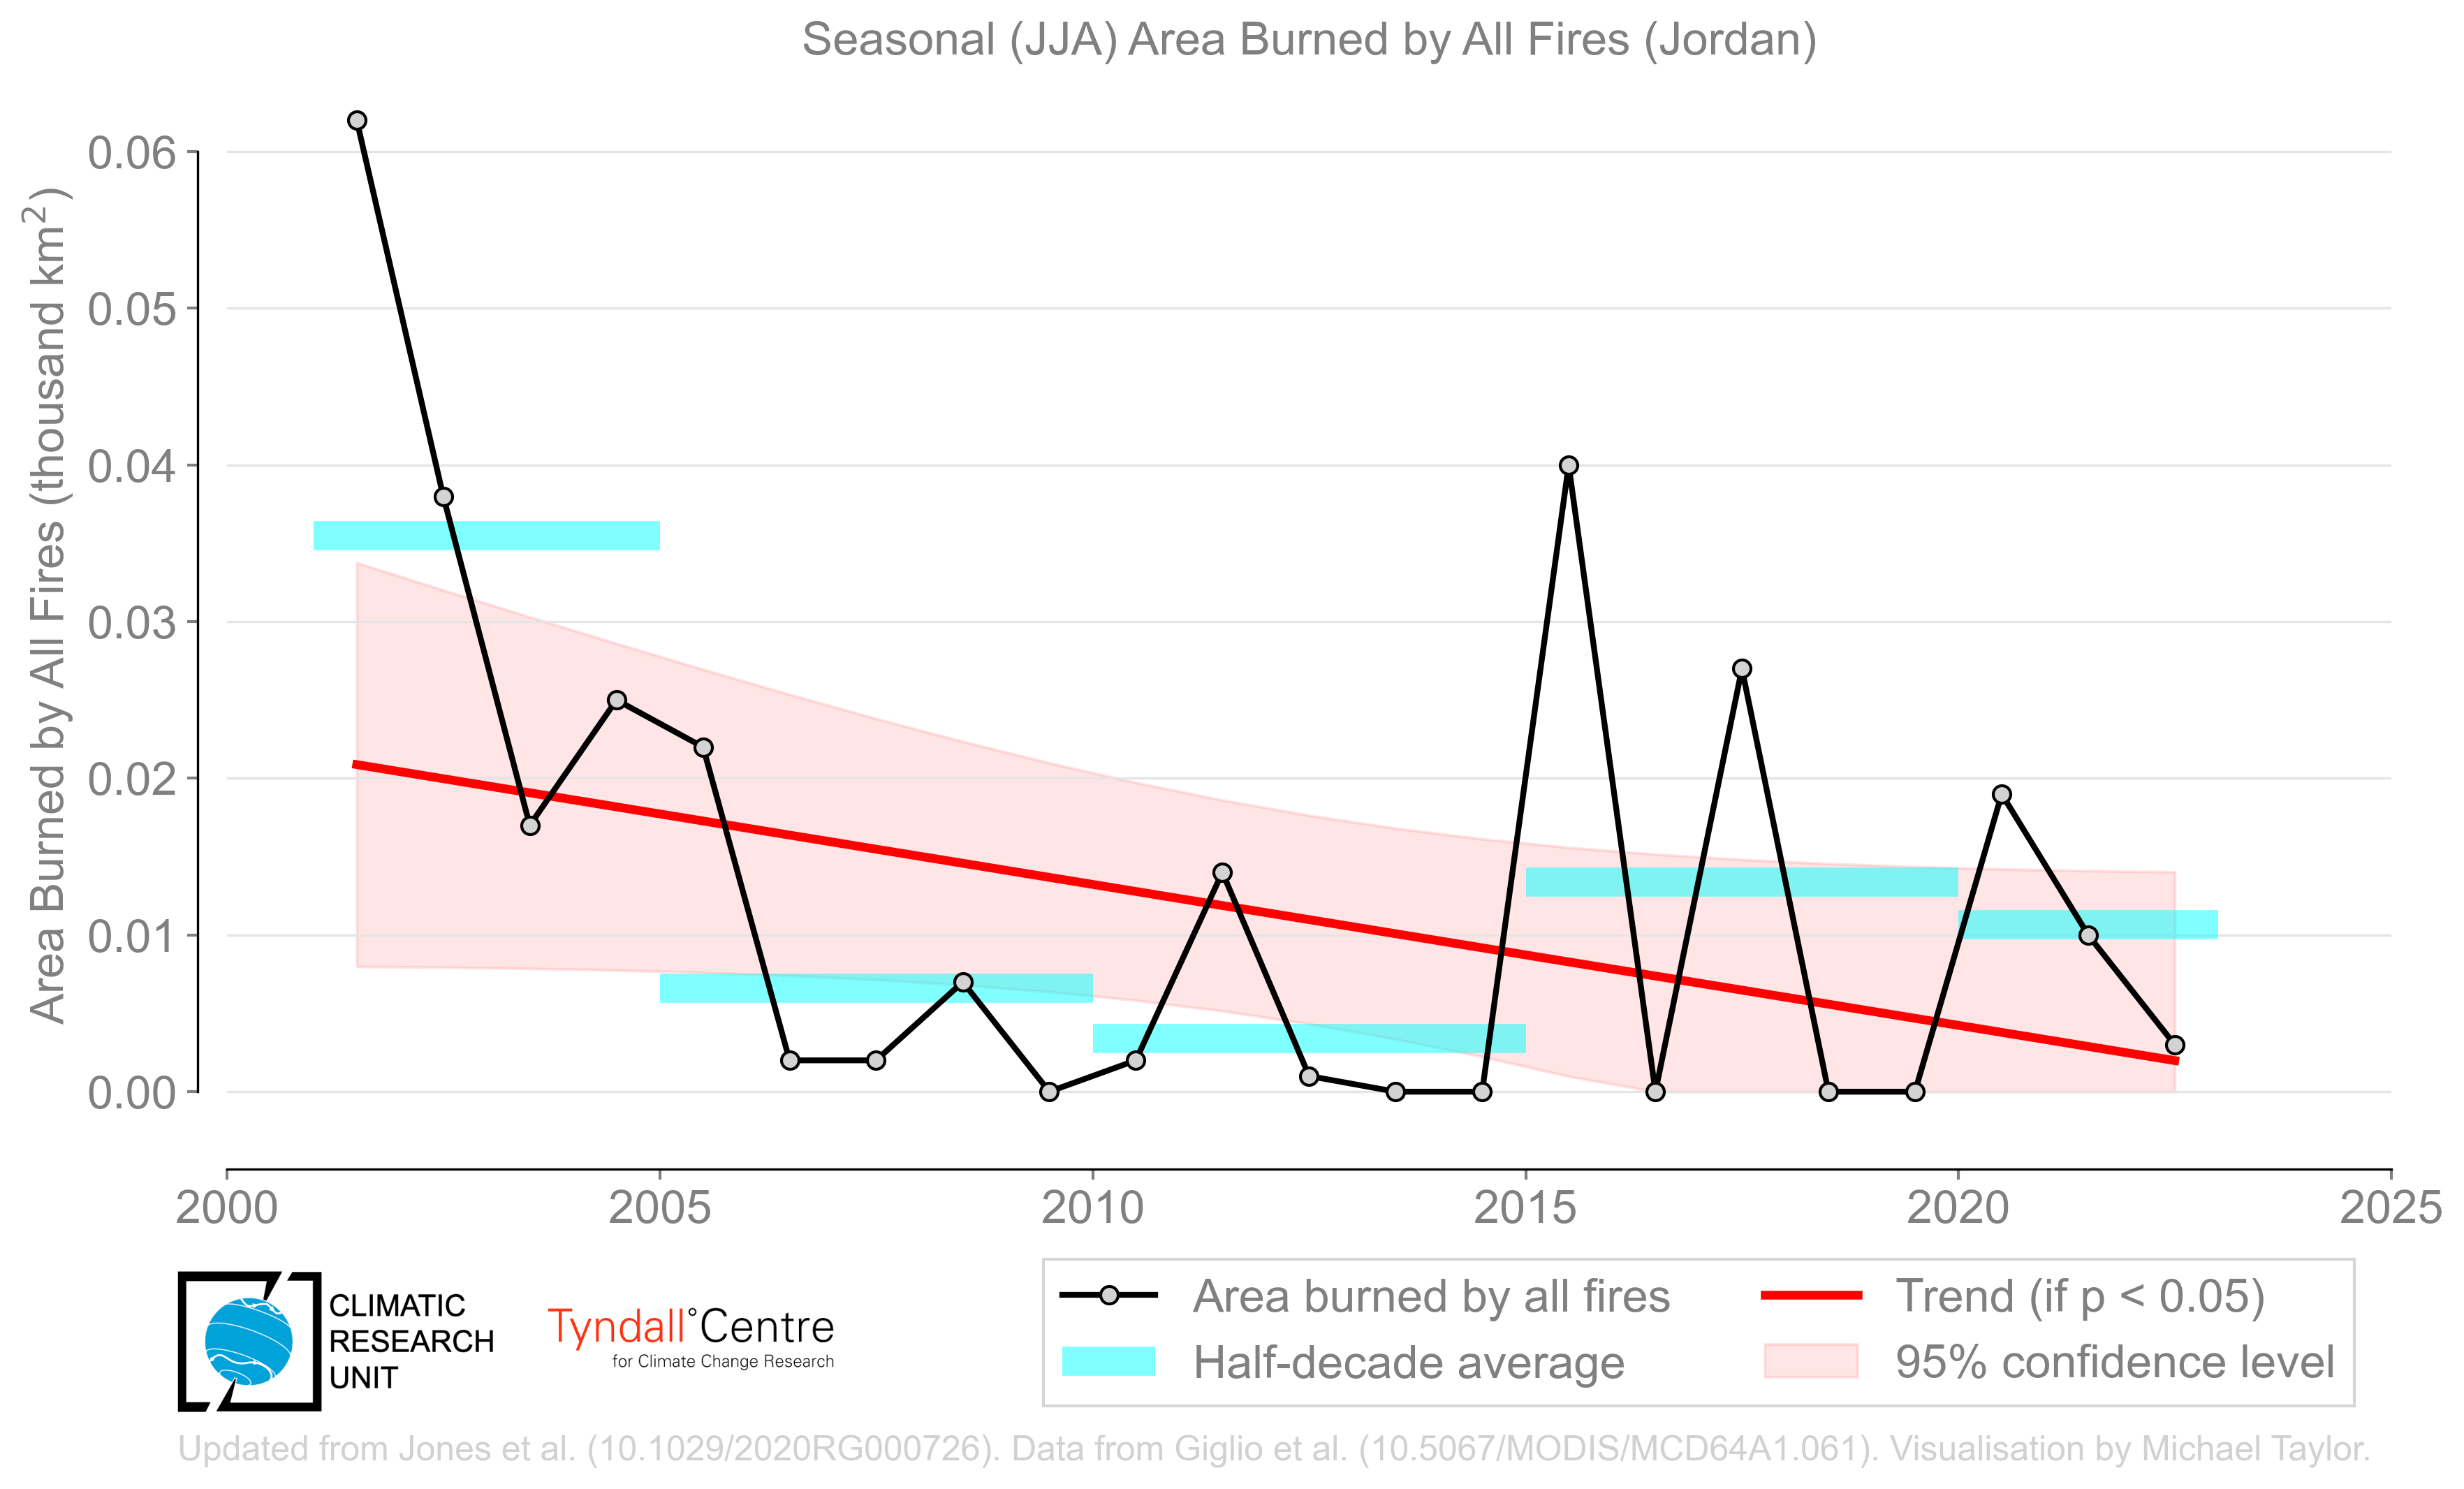 Seasonal (JJA) Area Burned by All Fires (Jordan)
Area Burned by All Fires (thousand km²)
0.06
0.05
0.04
0.03
0.02
0.01
0.00
2000 2005 2010 2015 2020 2025
CLIMATIC
RESEARCH
UNIT
Tyndall°Centre
for Climate Change Research
Area burned by all fires
Half-decade average
Trend (if p < 0.05)
95% confidence level
Updated from Jones et al. (10.1029/2020RG000726). Data from Giglio et al. (10.5067/MODIS/MCD64A1.061). Visualisation by Michael Taylor.